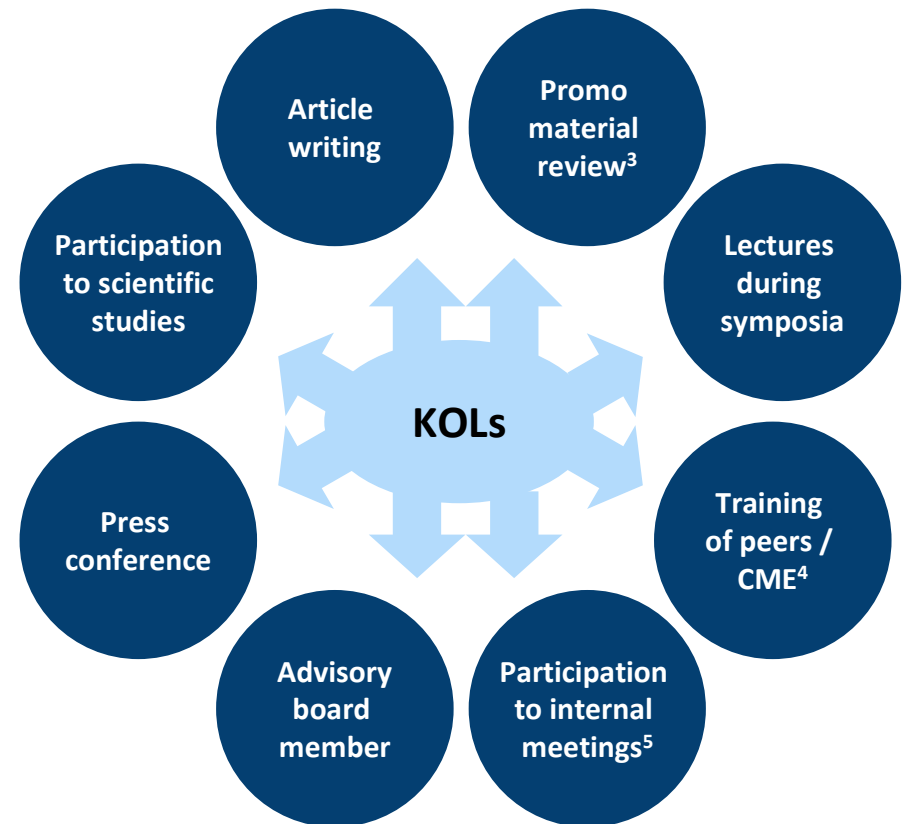 Article
writing
Promo
material
review³
Participation
to scientific
studies
Lectures
during
symposia
KOLs
Press
conference
Training
of peers /
CME⁴
Advisory
board
member
Participation
to internal
meetings⁵